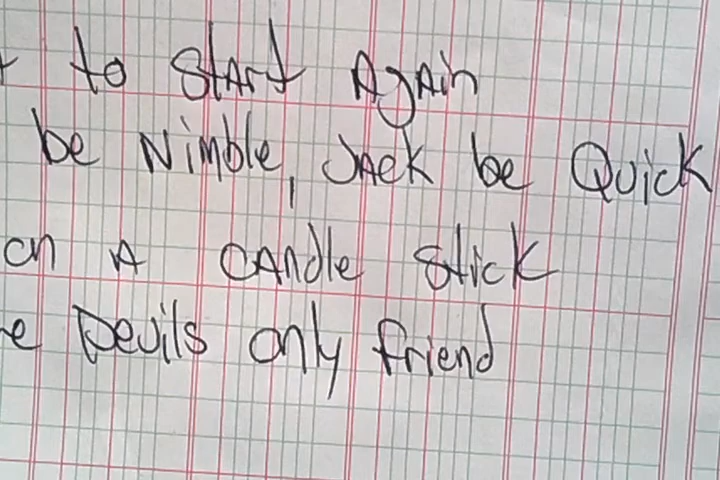 to Start Again
be Nimble, Jack be Quick
on A Candle Stick
Devils only friend